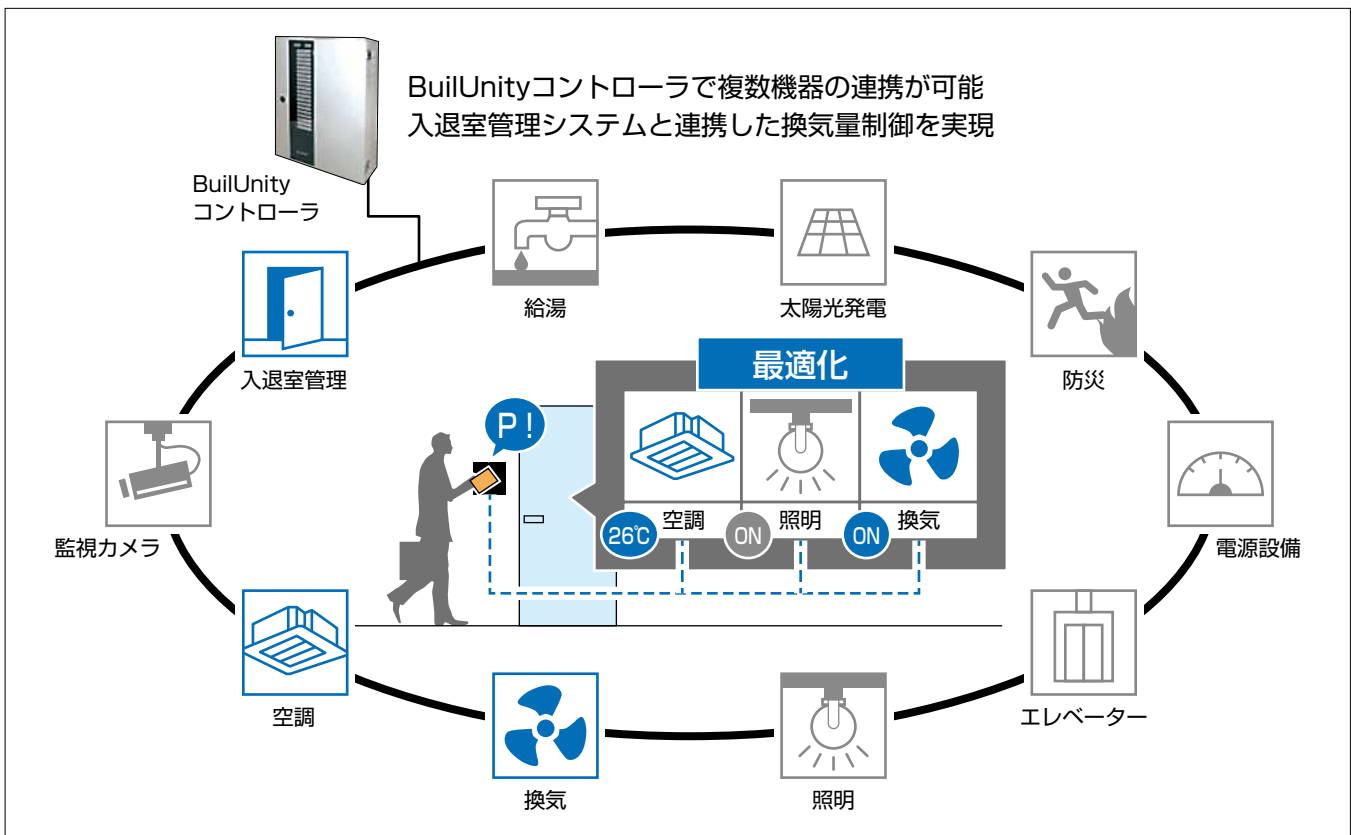 BuilUnityコントローラで複数機器の連携が可能
入退室管理システムと連携した換気量制御を実現
BuilUnity
コントローラ
給湯
太陽光発電
入退室管理
防災
最適化
P!
監視カメラ
26℃
空調
ON
照明
ON
換気
電源設備
空調
エレベーター
換気
照明